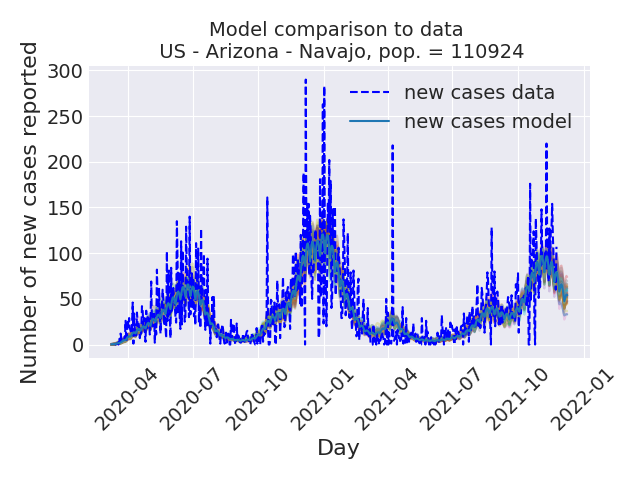 Model comparison to data
US - Arizona - Navajo, pop. = 110924
Number of new cases reported
300
250
200
150
100
50
0
new cases data
new cases model
2020-04
2020-07
2020-10
2021-01
2021-04
2021-07
2021-10
2022-01
Day